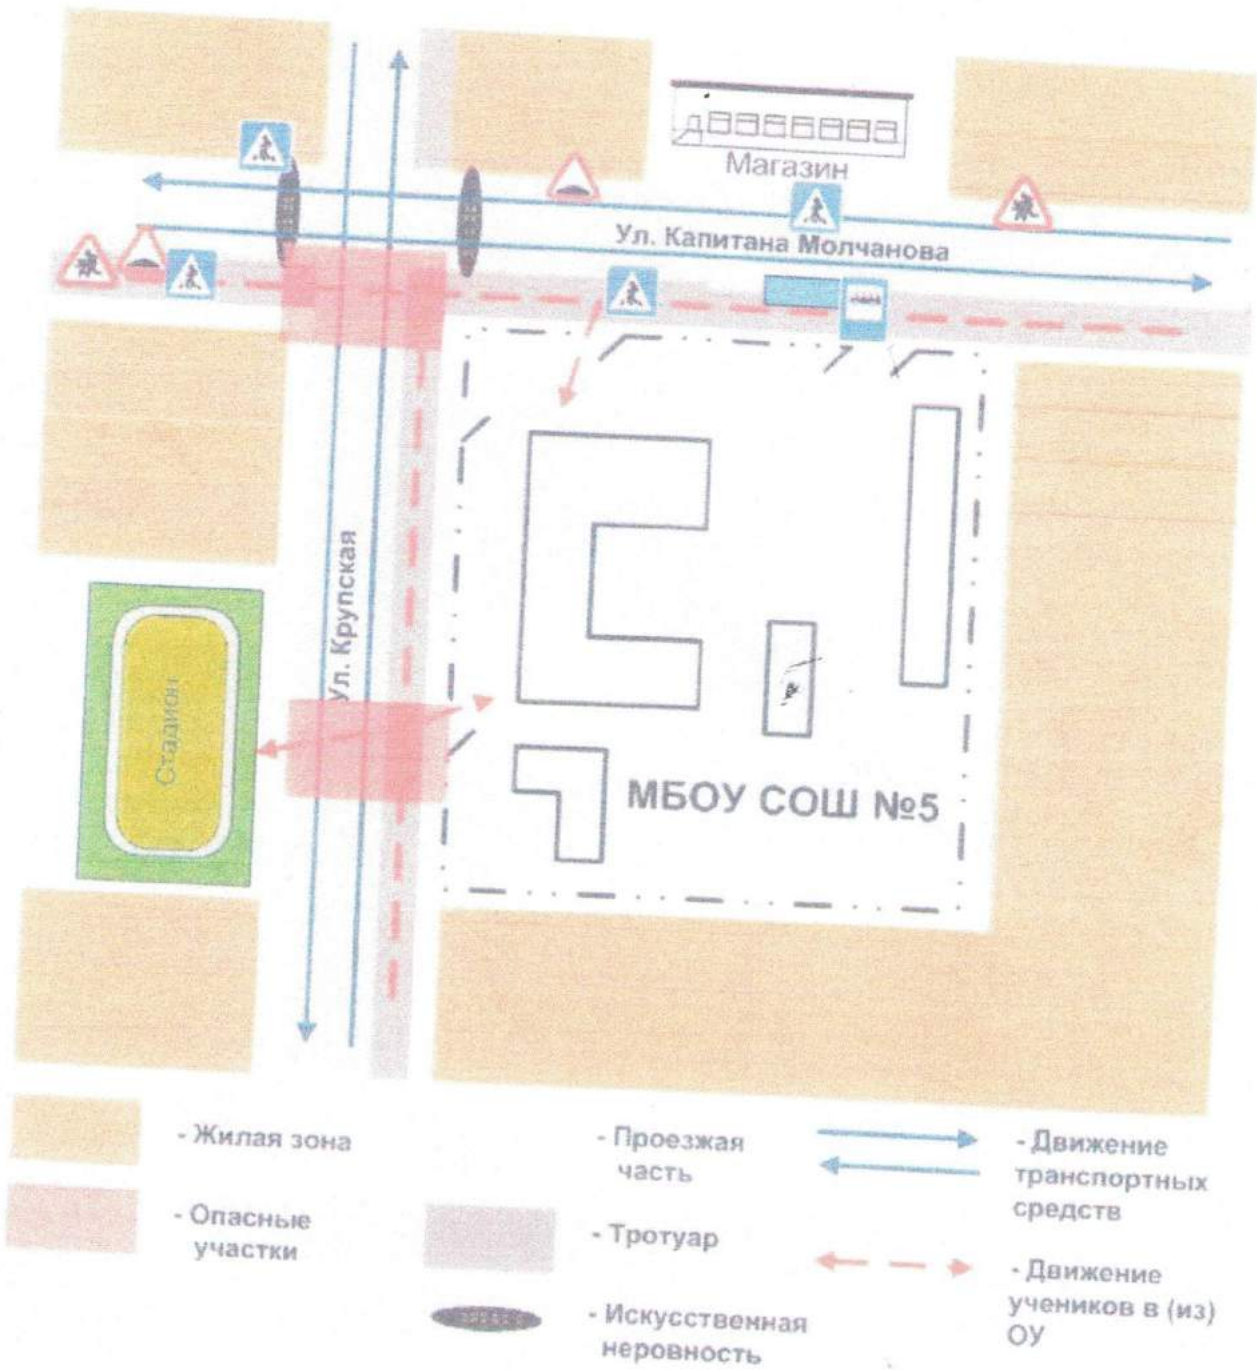 Магазин
Ул. Капитана Молчанова
Ул. Крупская
Стадион
МБОУ СОШ №5
- Жилая зона
- Опасные
участки
- Проезжая
часть
- Тротуар
- Искусственная
неровность
- Движение
транспортных
средств
- Движение
учеников в (из)
ОУ